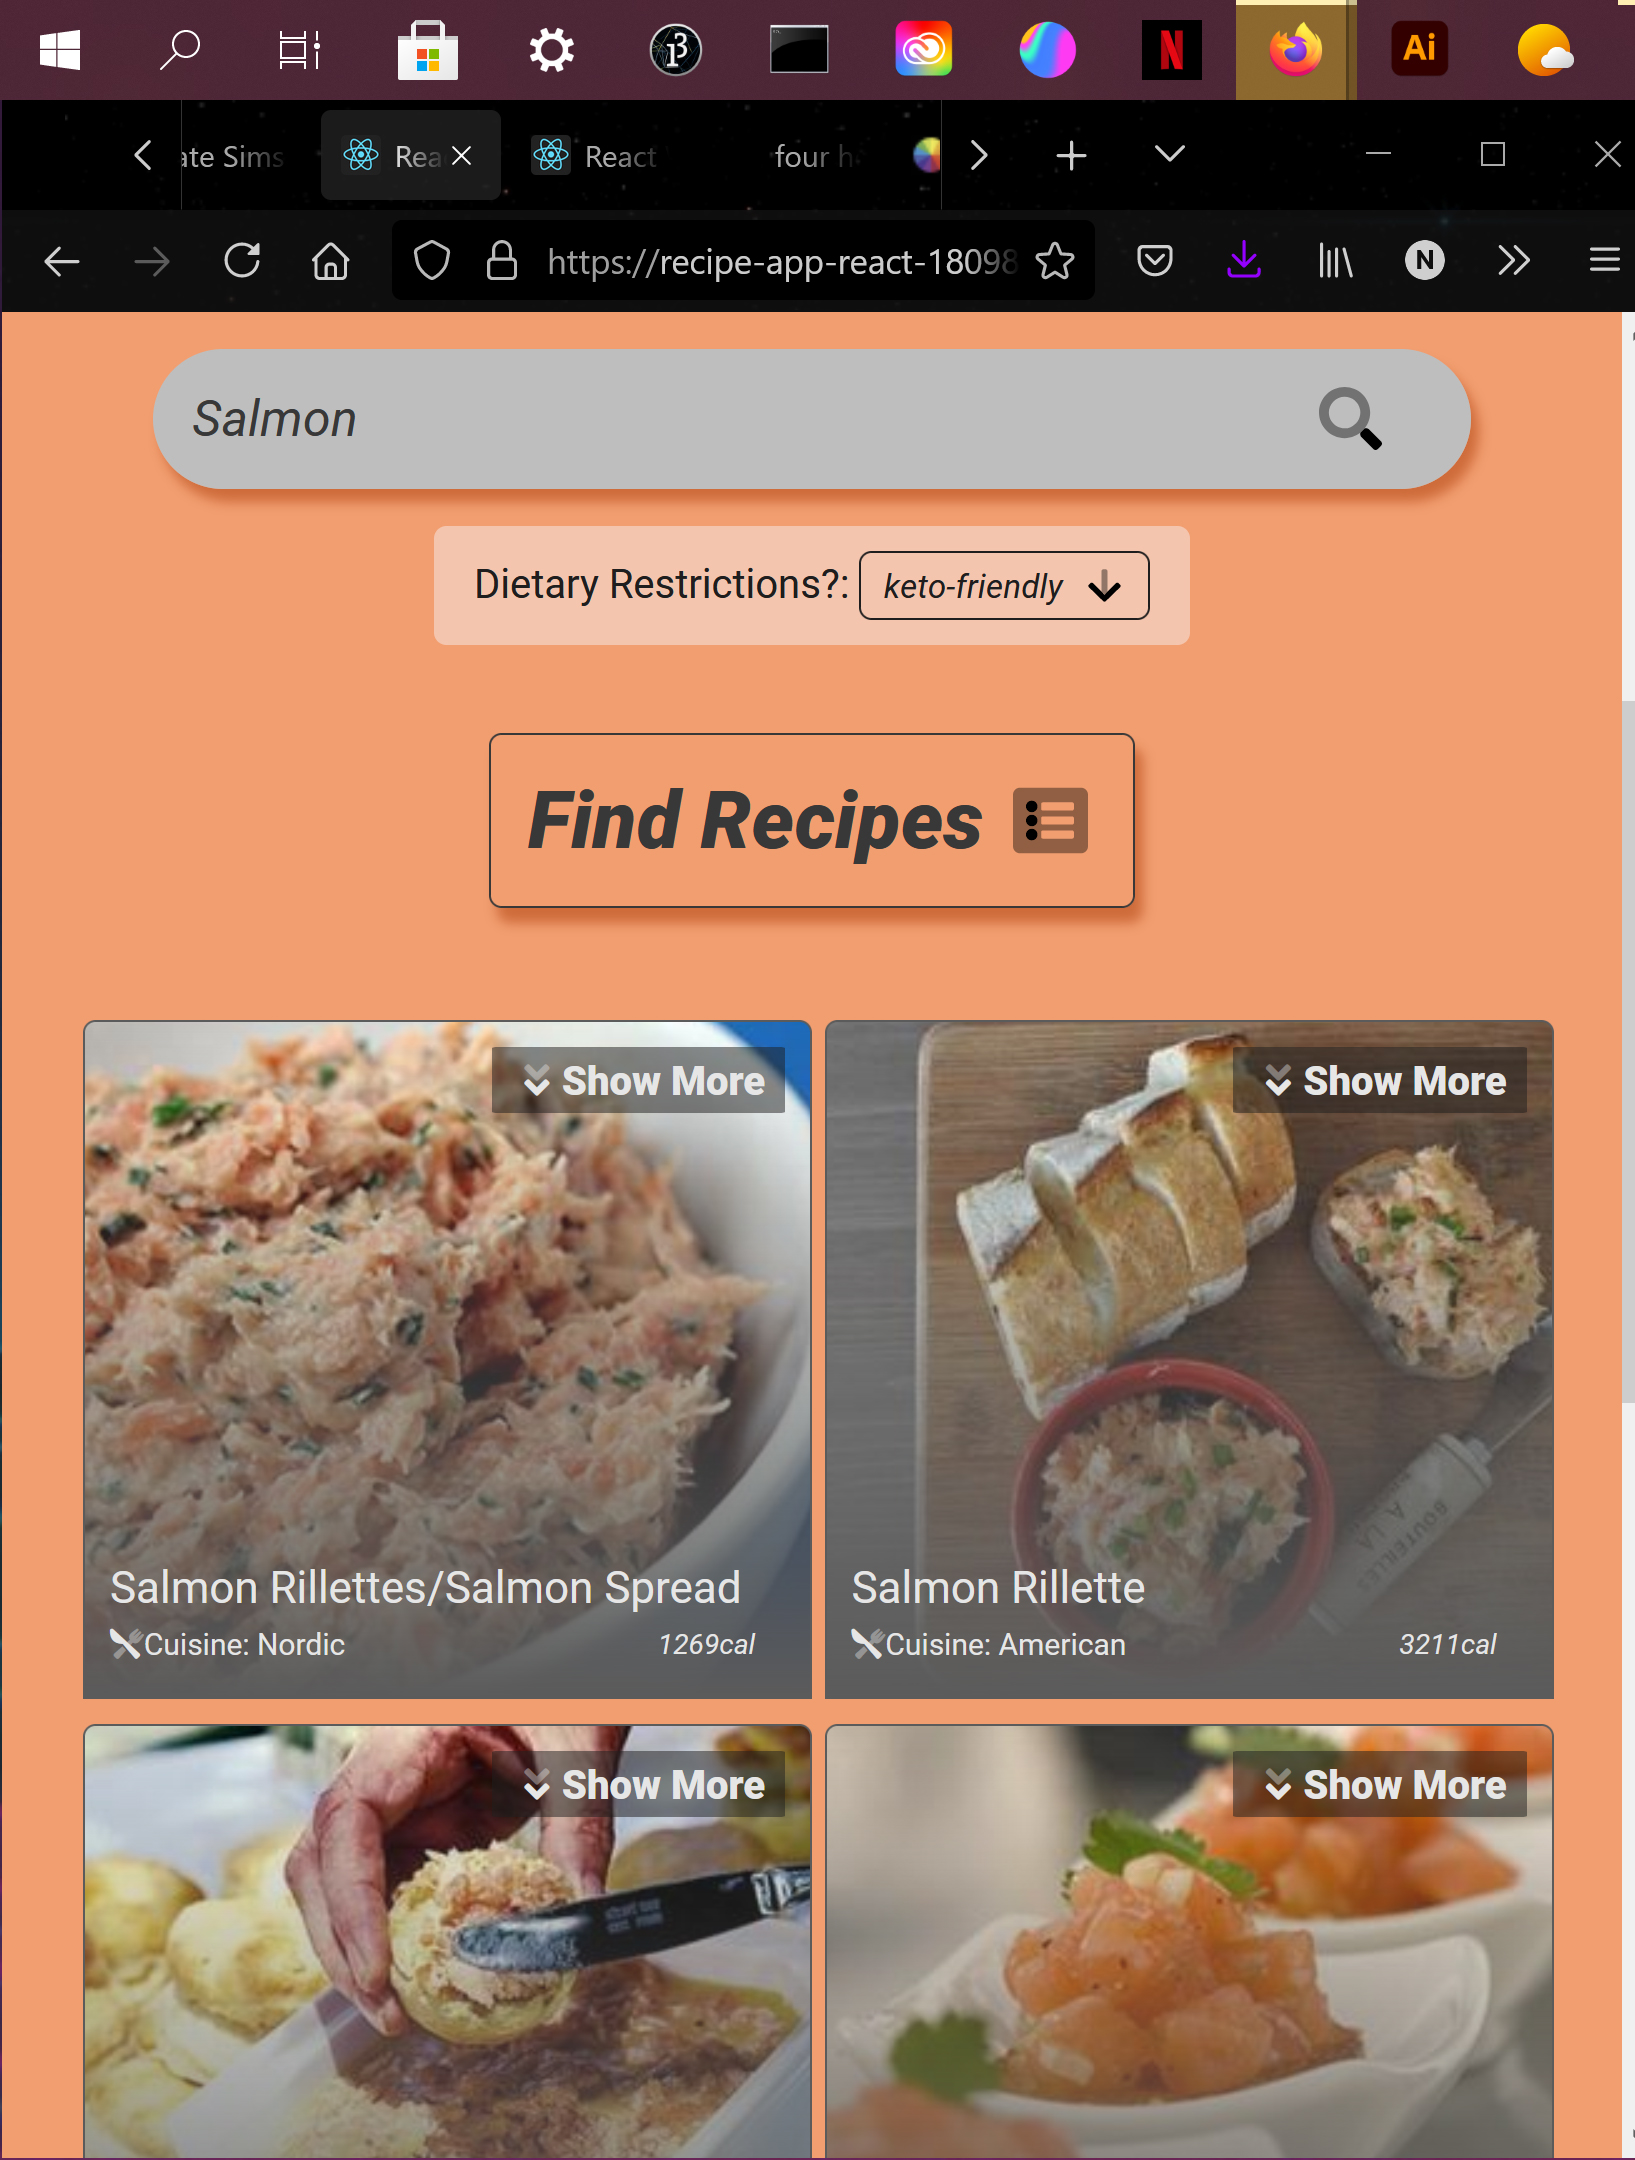 Ai
ate Sims
Rea
React
four h
https://recipe-app-react-18098
N
Salmon
Dietary Restrictions?: keto-friendly
Find Recipes
Show More
Show More
Salmon Rillettes/Salmon Spread
Cuisine: Nordic 1269cal
Salmon Rillette
Cuisine: American 3211cal
Show More
Show More